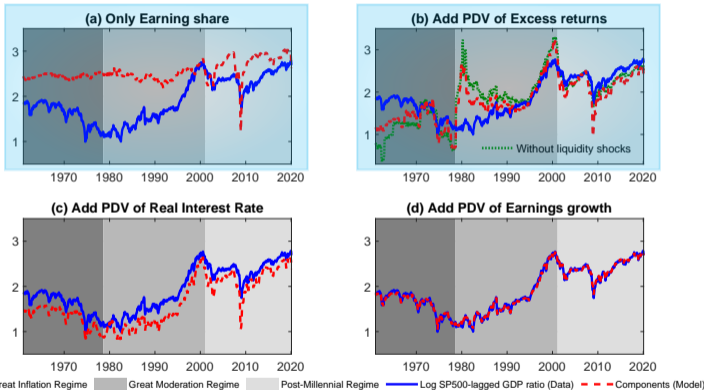 (a) Only Earning share
3
2
1
1970 1980 1990 2000 2010 2020
(b) Add PDV of Excess returns
3
2
1
Without liquidity shocks
1970 1980 1990 2000 2010 2020
(c) Add PDV of Real Interest Rate
3
2
1
1970 1980 1990 2000 2010 2020
(d) Add PDV of Earnings growth
3
2
1
1970 1980 1990 2000 2010 2020
reat Inflation Regime Great Moderation Regime Post-Millennial Regime Log SP500-lagged GDP ratio (Data) Components (Model)